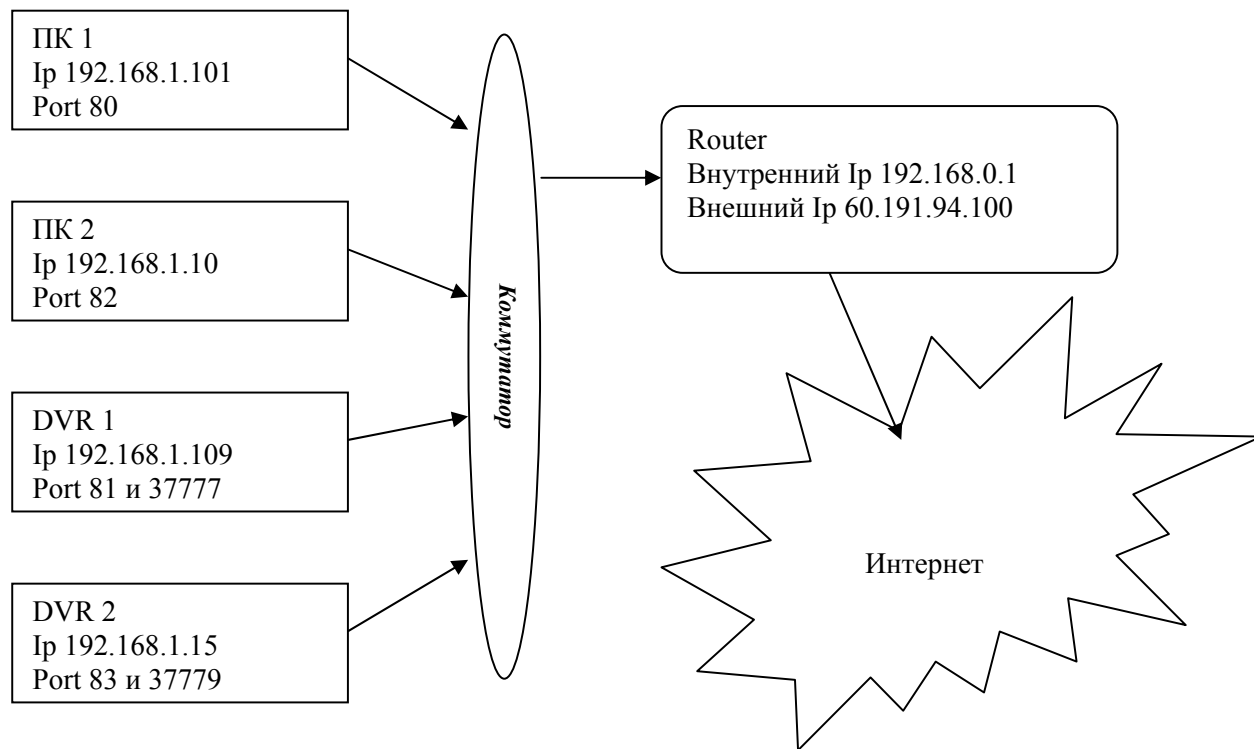 ПК 1
Ip 192.168.1.101
Port 80
ПК 2
Ip 192.168.1.10
Port 82
DVR 1
Ip 192.168.1.109
Port 81 и 37777
DVR 2
Ip 192.168.1.15
Port 83 и 37779
Коммутатор
Router
Внутренний Ip 192.168.0.1
Внешний Ip 60.191.94.100
Интернет